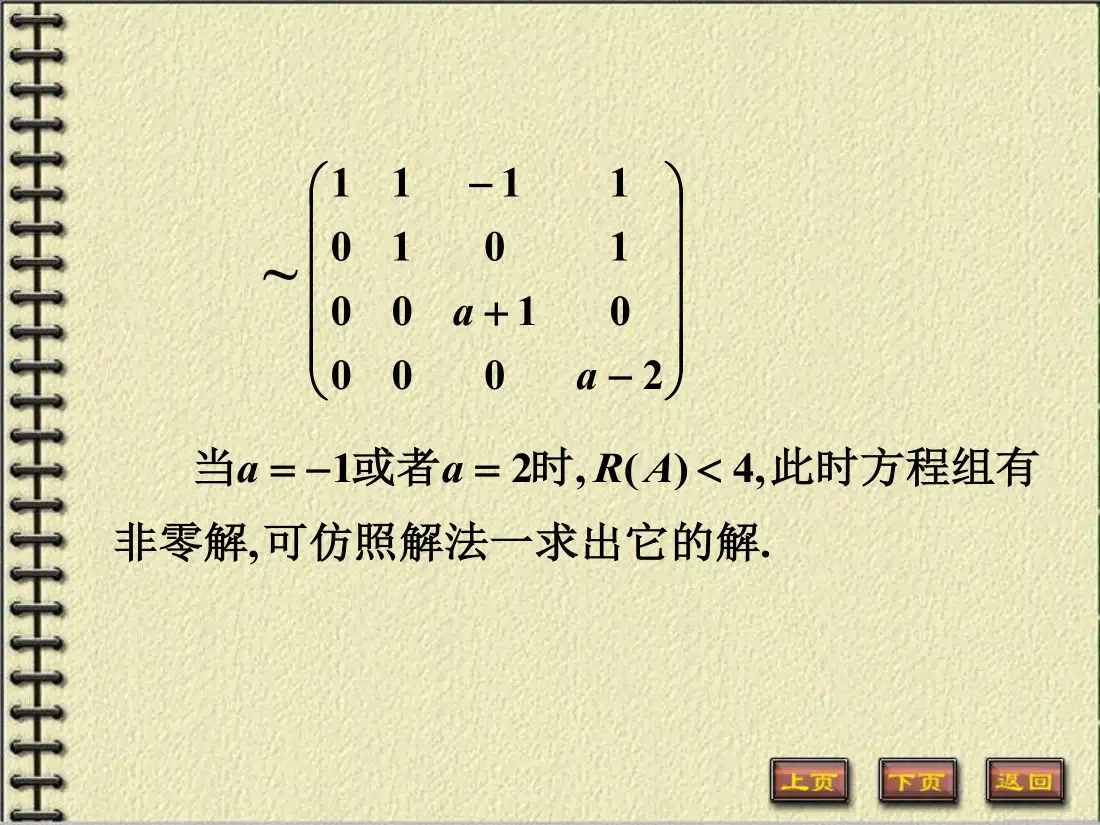 1 1 −1 1
0 1 0 1
~
0 0 a + 1 0
0 0 0 a − 2
当a = −1或者a = 2时, R( A) < 4, 此时方程组有
非零解,可仿照解法一求出它的解.
上页 下页 返回